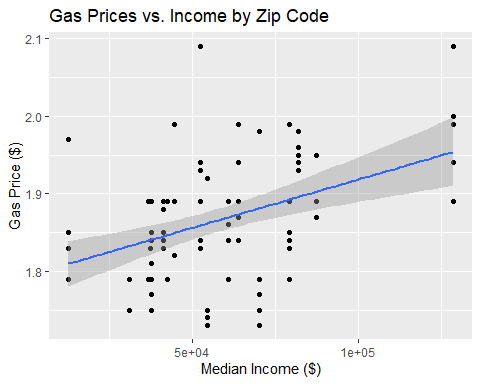 Gas Prices vs. Income by Zip Code
Gas Price ($)
2.1
2.0
1.9
1.8
5e+04 1e+05
Median Income ($)